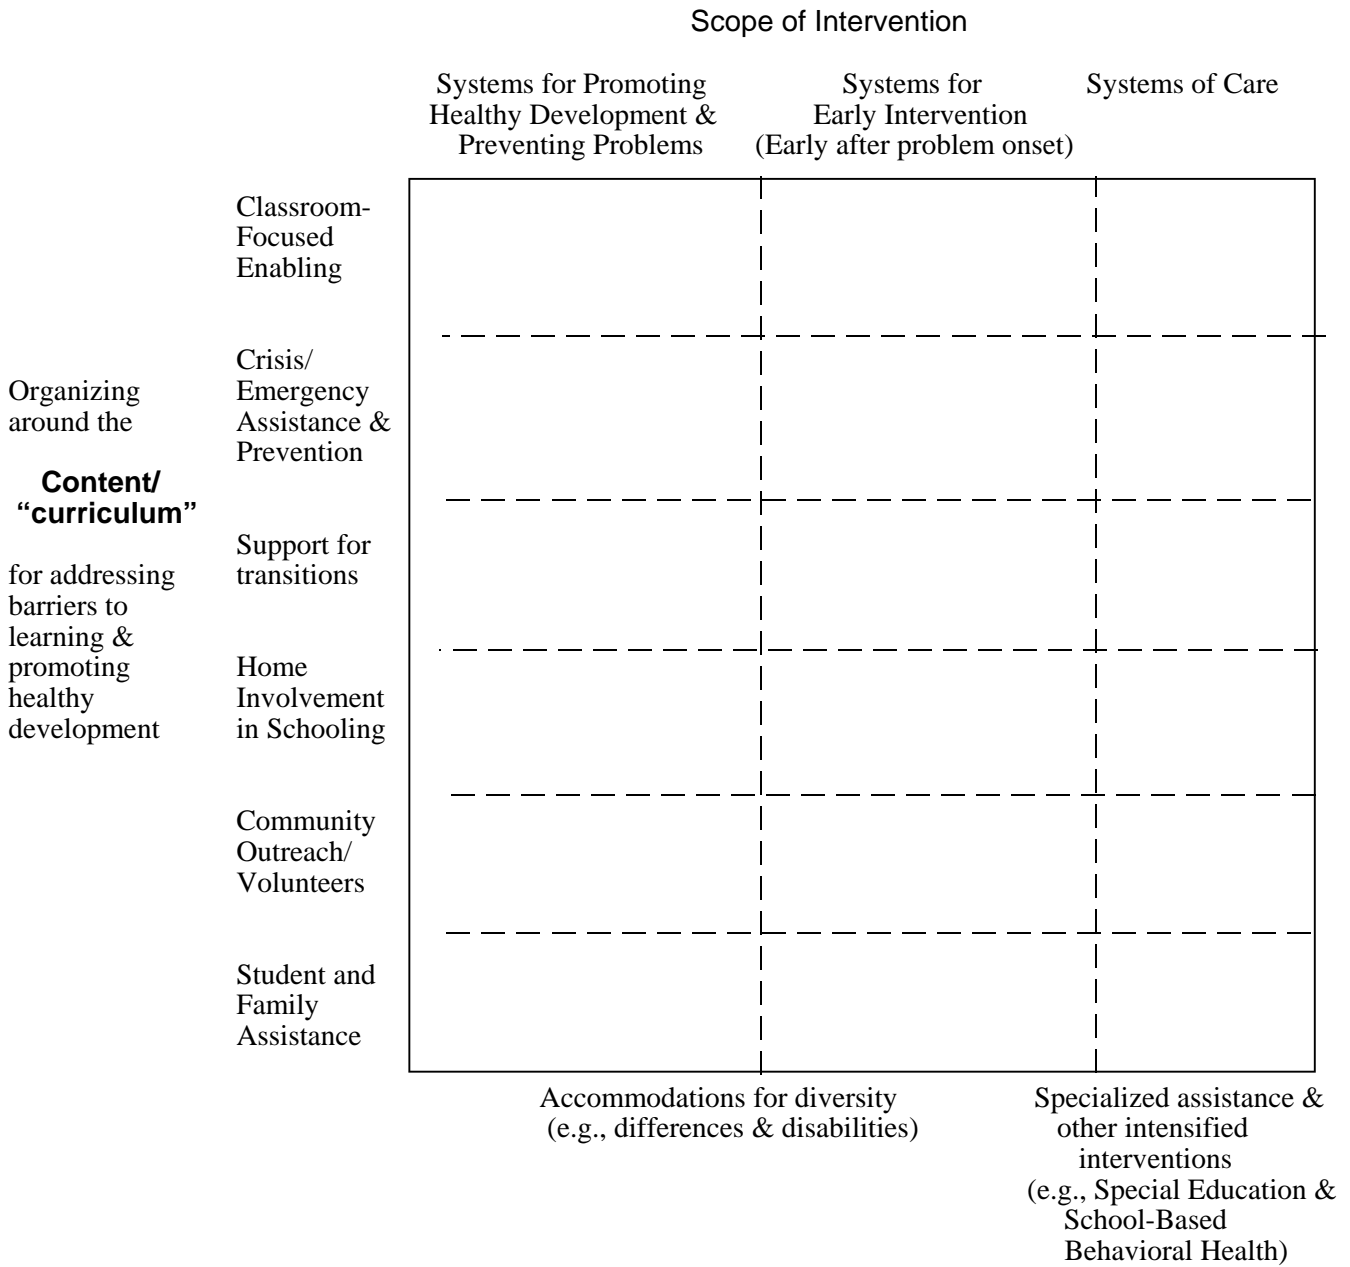 Scope of Intervention
Systems for Promoting
Healthy Development &
Preventing Problems
Systems for
Early Intervention
(Early after problem onset)
Systems of Care
Organizing
around the
Content/
“curriculum”
for addressing
barriers to
learning &
promoting
healthy
development
Classroom-
Focused
Enabling
Crisis/
Emergency
Assistance &
Prevention
Support for
transitions
Home
Involvement
in Schooling
Community
Outreach/
Volunteers
Student and
Family
Assistance
Accommodations for diversity
(e.g., differences & disabilities)
Specialized assistance &
other intensified
interventions
(e.g., Special Education &
School-Based
Behavioral Health)